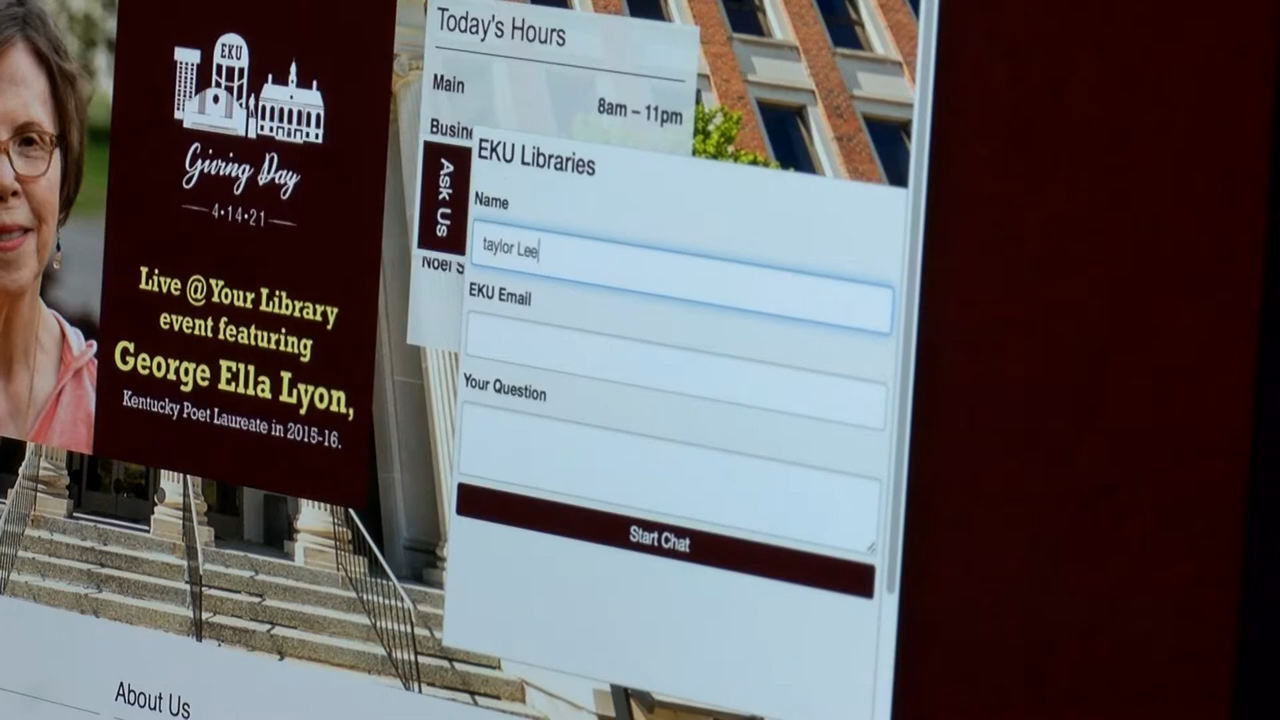 EKU
Giving Day
4•14•21
Live @Your Library
event featuring
George Ella Lyon,
Kentucky Poet Laureate in 2015-16.
Today's Hours
Main
8am – 11pm
Busine
Ask Us
Noel S
EKU Libraries
Name
taylor Lee
EKU Email
Your Question
Start Chat
About Us